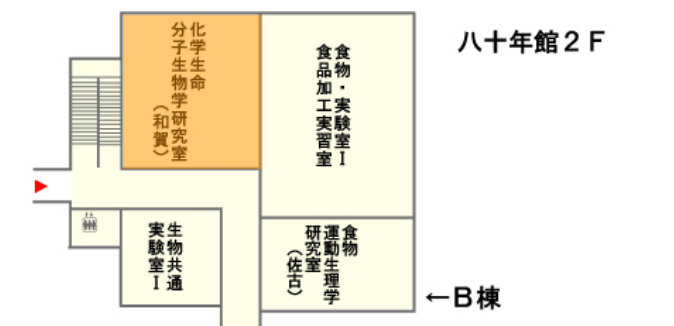 八十年館２Ｆ
化学生命
分子生物学研究室
（和賀）
食物・実験室Ⅰ
食品加工実習室
生物共通
実験室Ⅰ
食物
運動生理学
研究室
（佐古）
←Ｂ棟